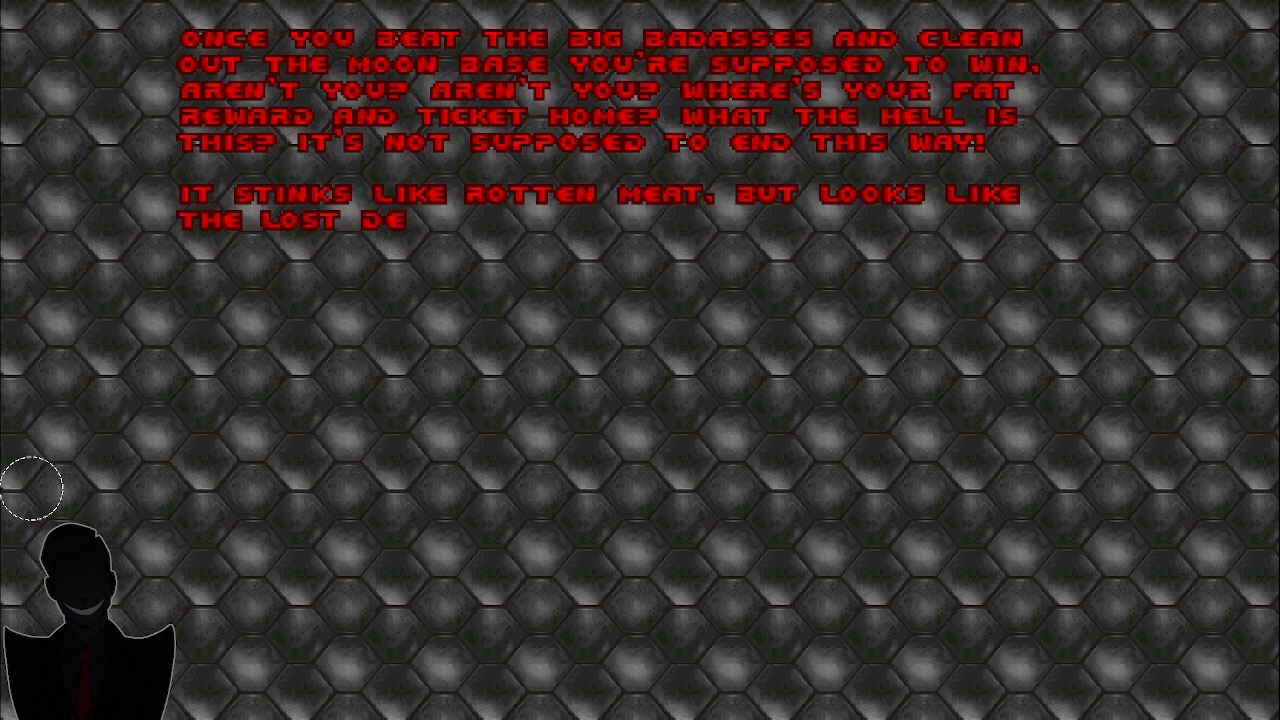 ONCE YOU BEAT THE BIG BADASSES AND CLEAN
OUT THE MOON BASE YOU'RE SUPPOSED TO WIN,
AREN'T YOU? AREN'T YOU? WHERE'S YOUR FAT
REWARD AND TICKET HOME? WHAT THE HELL IS
THIS? IT'S NOT SUPPOSED TO END THIS WAY!
IT STINKS LIKE ROTTEN MEAT, BUT LOOKS LIKE
THE LOST DE